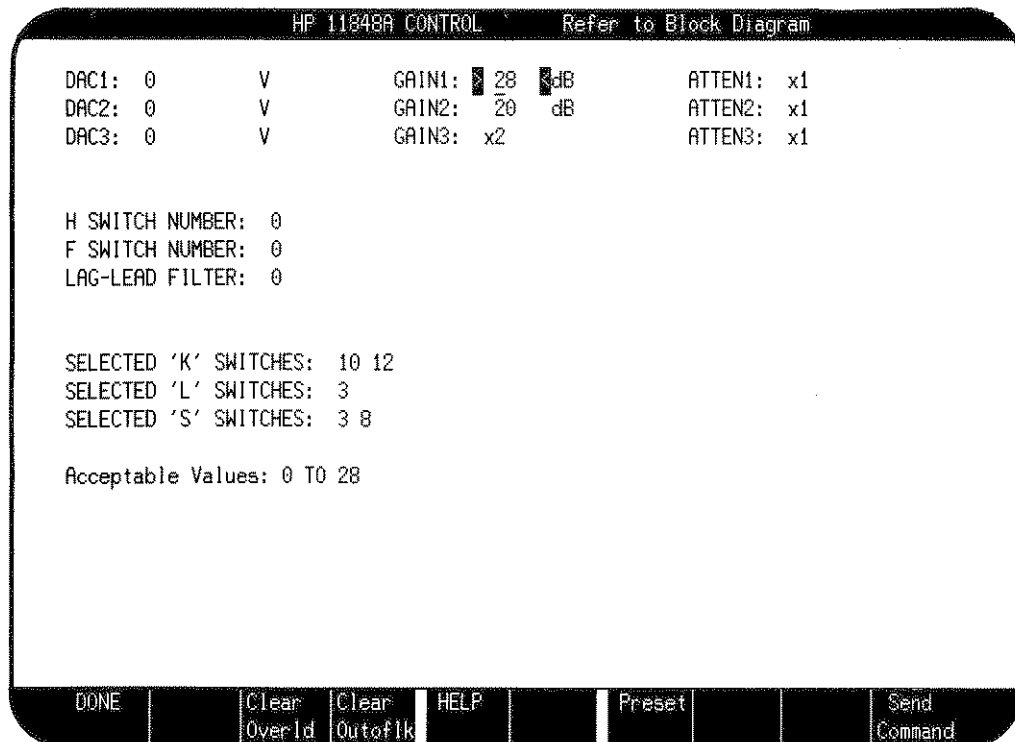 HP 11848A CONTROL Refer to Block Diagram
DAC1: 0 V GAIN1: > 28 < dB ATTEN1: x1
DAC2: 0 V GAIN2: 20 dB ATTEN2: x1
DAC3: 0 V GAIN3: x2 ATTEN3: x1
H SWITCH NUMBER: 0
F SWITCH NUMBER: 0
LAG-LEAD FILTER: 0
SELECTED 'K' SWITCHES: 10 12
SELECTED 'L' SWITCHES: 3
SELECTED 'S' SWITCHES: 3 8
Acceptable Values: 0 TO 28
DONE Clear Clear HELP Preset Send
Overld Outoflk Command